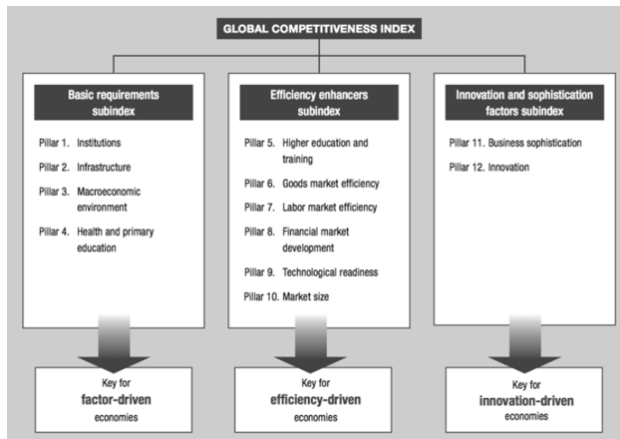 GLOBAL COMPETITIVENESS INDEX
Basic requirements
subindex
Pillar 1. Institutions
Pillar 2. Infrastructure
Pillar 3. Macroeconomic
environment
Pillar 4. Health and primary
education
Key for
factor-driven
economies
Efficiency enhancers
subindex
Pillar 5. Higher education and
training
Pillar 6. Goods market efficiency
Pillar 7. Labor market efficiency
Pillar 8. Financial market
development
Pillar 9. Technological readiness
Pillar 10. Market size
Key for
efficiency-driven
economies
Innovation and sophistication
factors subindex
Pillar 11. Business sophistication
Pillar 12. Innovation
Key for
innovation-driven
economies